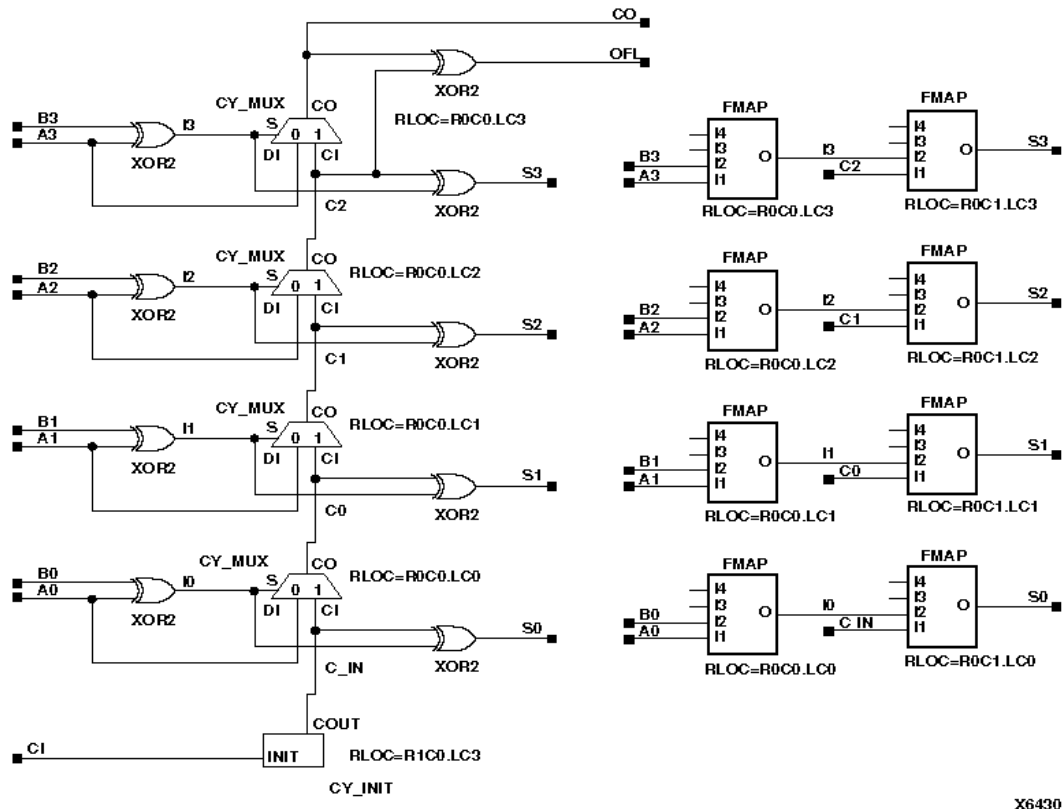 CO
OFL
XOR2
CY_MUX
CO
RLOC=R0C0.LC3
B3
A3
I3
S
0 1
DI
CI
XOR2
S3
XOR2
C2
FMAP
I4
I3
I2
I1
O
B3
A3
RLOC=R0C0.LC3
I3
C2
FMAP
I4
I3
I2
I1
O
S3
RLOC=R0C1.LC3
CY_MUX
CO
RLOC=R0C0.LC2
B2
A2
I2
S
0 1
DI
CI
XOR2
S2
XOR2
C1
FMAP
I4
I3
I2
I1
O
B2
A2
RLOC=R0C0.LC2
I2
C1
FMAP
I4
I3
I2
I1
O
S2
RLOC=R0C1.LC2
CY_MUX
CO
RLOC=R0C0.LC1
B1
A1
I1
S
0 1
DI
CI
XOR2
S1
XOR2
C0
FMAP
I4
I3
I2
I1
O
B1
A1
RLOC=R0C0.LC1
I1
C0
FMAP
I4
I3
I2
I1
O
S1
RLOC=R0C1.LC1
CY_MUX
CO
RLOC=R0C0.LC0
B0
A0
I0
S
0 1
DI
CI
XOR2
S0
XOR2
C_IN
FMAP
I4
I3
I2
I1
O
B0
A0
RLOC=R0C0.LC0
I0
C_IN
FMAP
I4
I3
I2
I1
O
S0
RLOC=R0C1.LC0
COUT
CI
INIT
RLOC=R1C0.LC3
CY_INIT
X6430